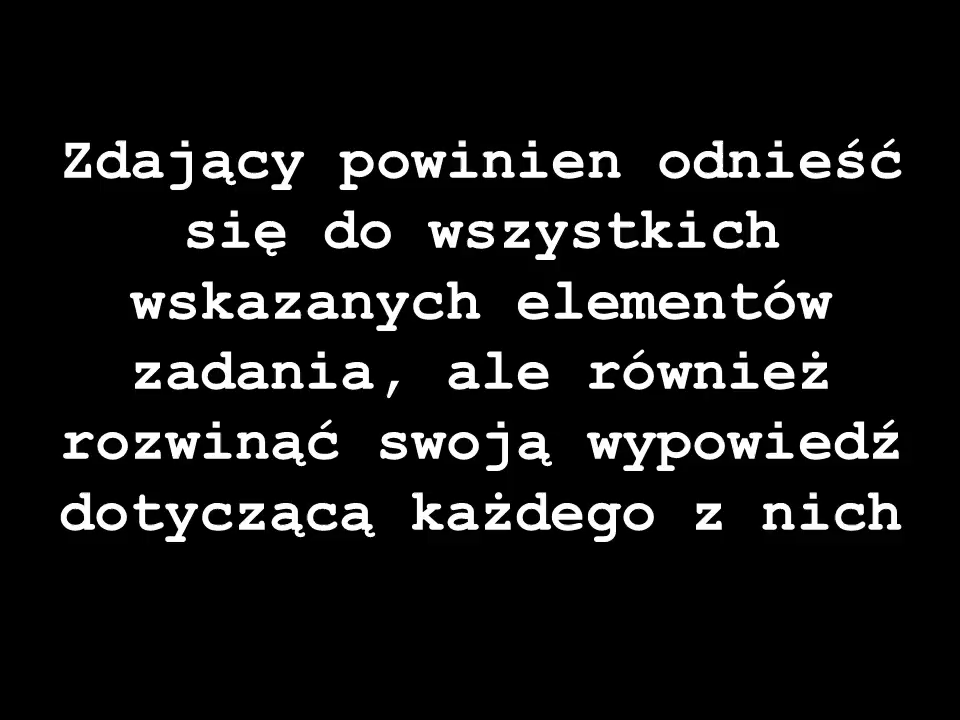 Zdający powinien odnieść
się do wszystkich
wskazanych elementów
zadania, ale również
rozwinąć swoją wypowiedź
dotyczącą każdego z nich